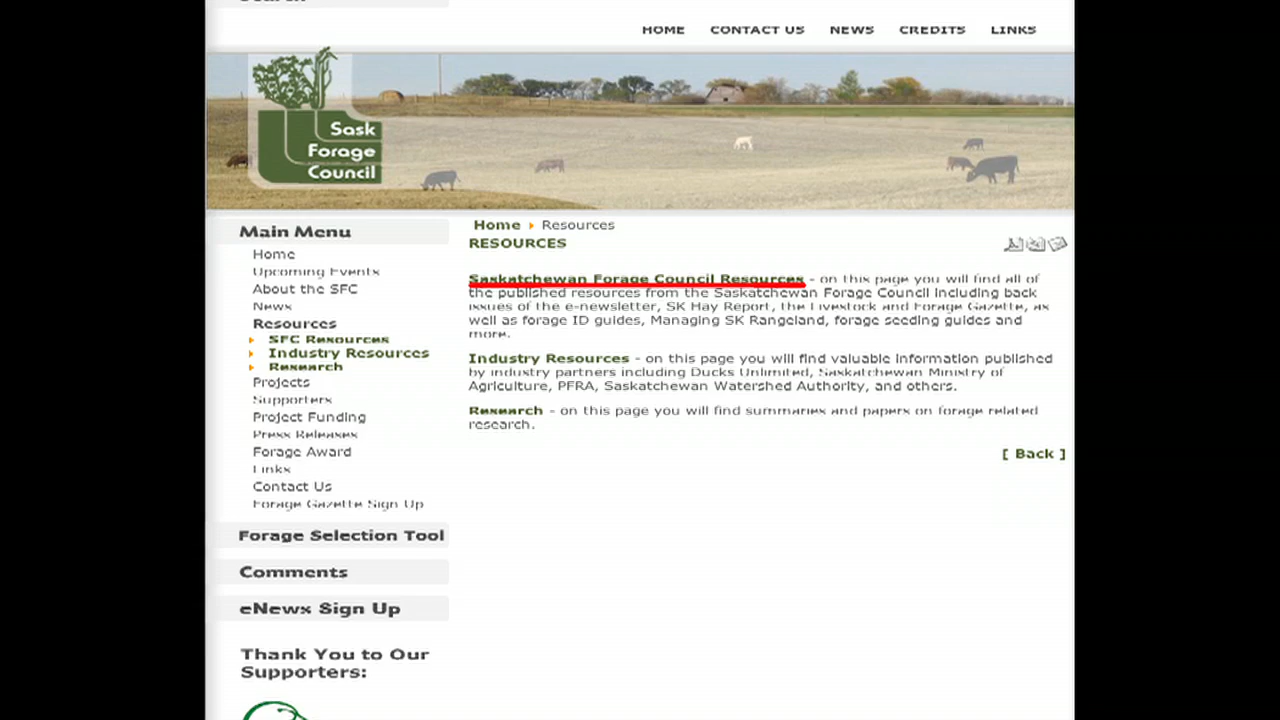 Search
HOME CONTACT US NEWS CREDITS LINKS
Sask
Forage
Council
Main Menu
Home
Upcoming Events
About the SFC
News
Resources
SFC Resources
Industry Resources
Research
Projects
Supporters
Project Funding
Press Releases
Forage Award
Links
Contact Us
Forage Gazette Sign Up
Forage Selection Tool
Comments
eNews Sign Up
Thank You to Our
Supporters:
Home Resources
RESOURCES
Saskatchewan Forage Council Resources - on this page you will find all of
the published resources from the Saskatchewan Forage Council including back
issues of the e-newsletter, SK Hay Report, the Livestock and Forage Gazette, as
well as forage ID guides, Managing SK Rangeland, forage seeding guides and
more.
Industry Resources - on this page you will find valuable information published
by industry partners including Ducks Unlimited, Saskatchewan Ministry of
Agriculture, PFRA, Saskatchewan Watershed Authority, and others.
Research - on this page you will find summaries and papers on forage related
research.
[ Back ]